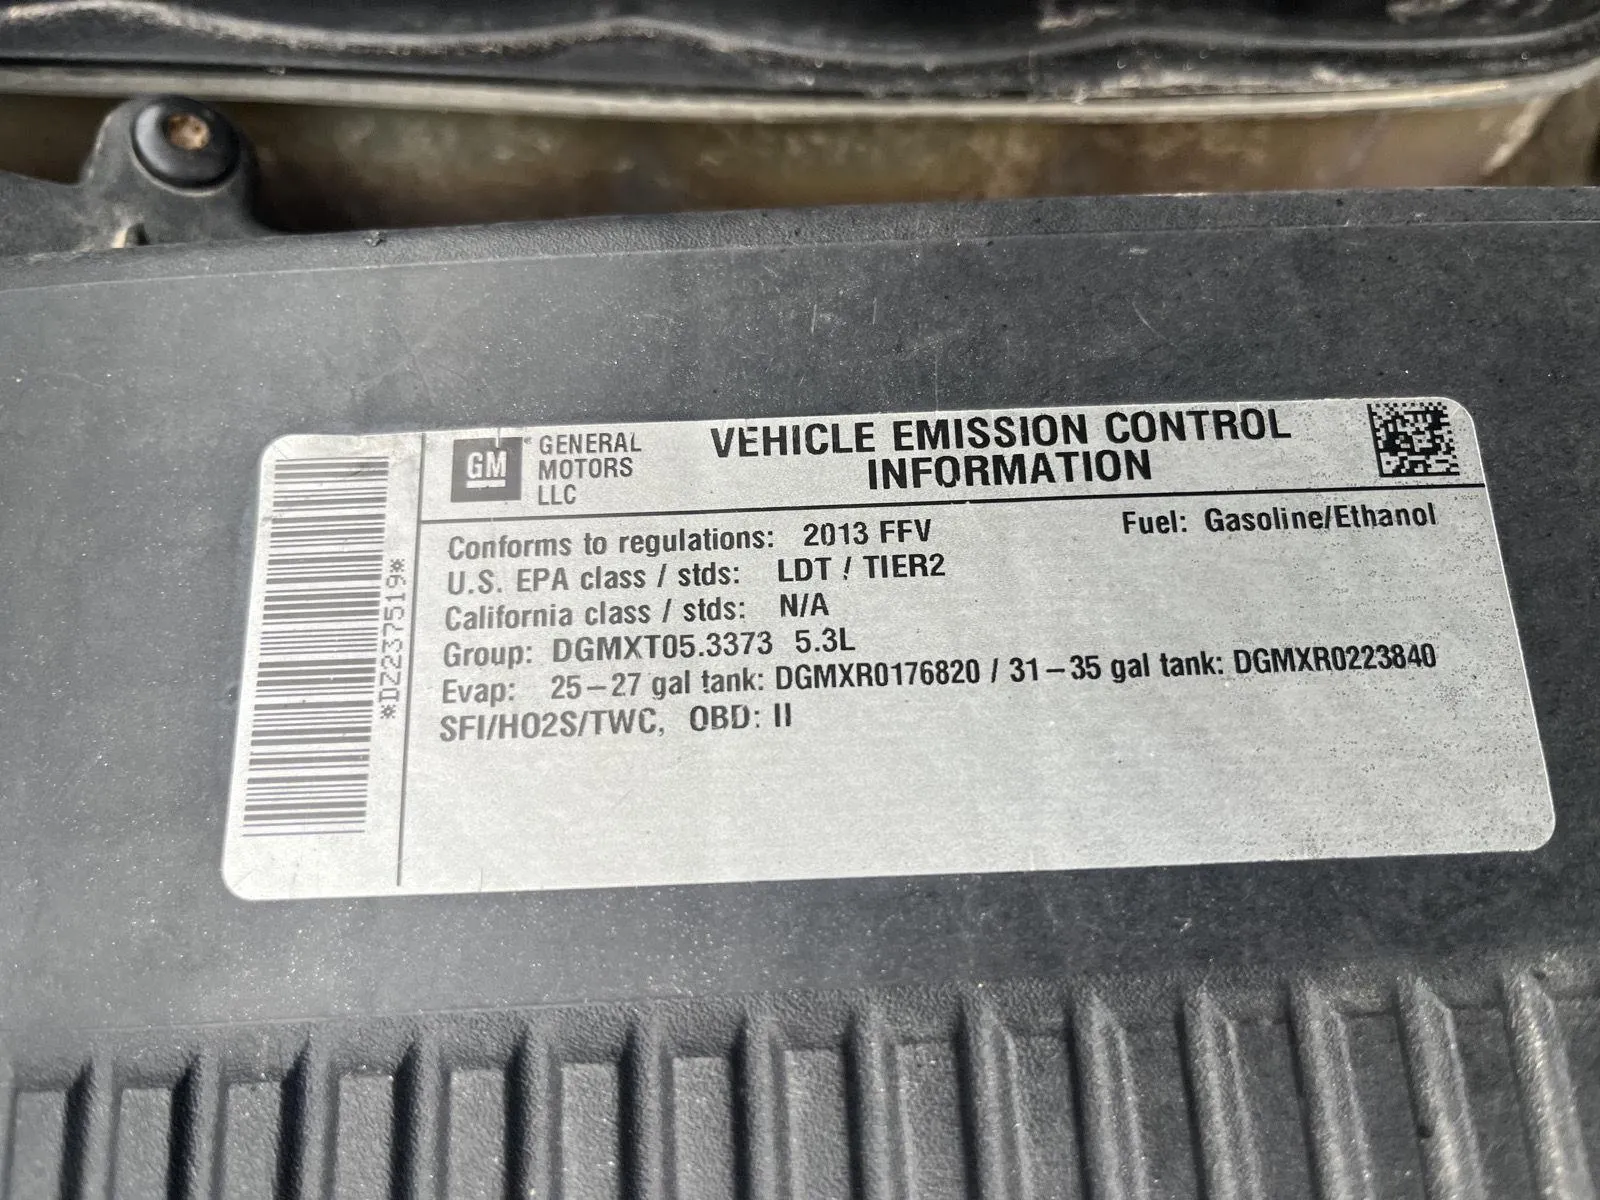 GM
GENERAL
MOTORS
LLC
VEHICLE EMISSION CONTROL
INFORMATION
Conforms to regulations: 2013 FFV
Fuel: Gasoline/Ethanol
U.S. EPA class / stds: LDT / TIER2
California class / stds: N/A
Group: DGMXT05.3373 5.3L
Evap: 25-27 gal tank: DGMXR0176820 / 31-35 gal tank: DGMXR0223840
SFI/HO2S/TWC, OBD: II
*DZ237519*